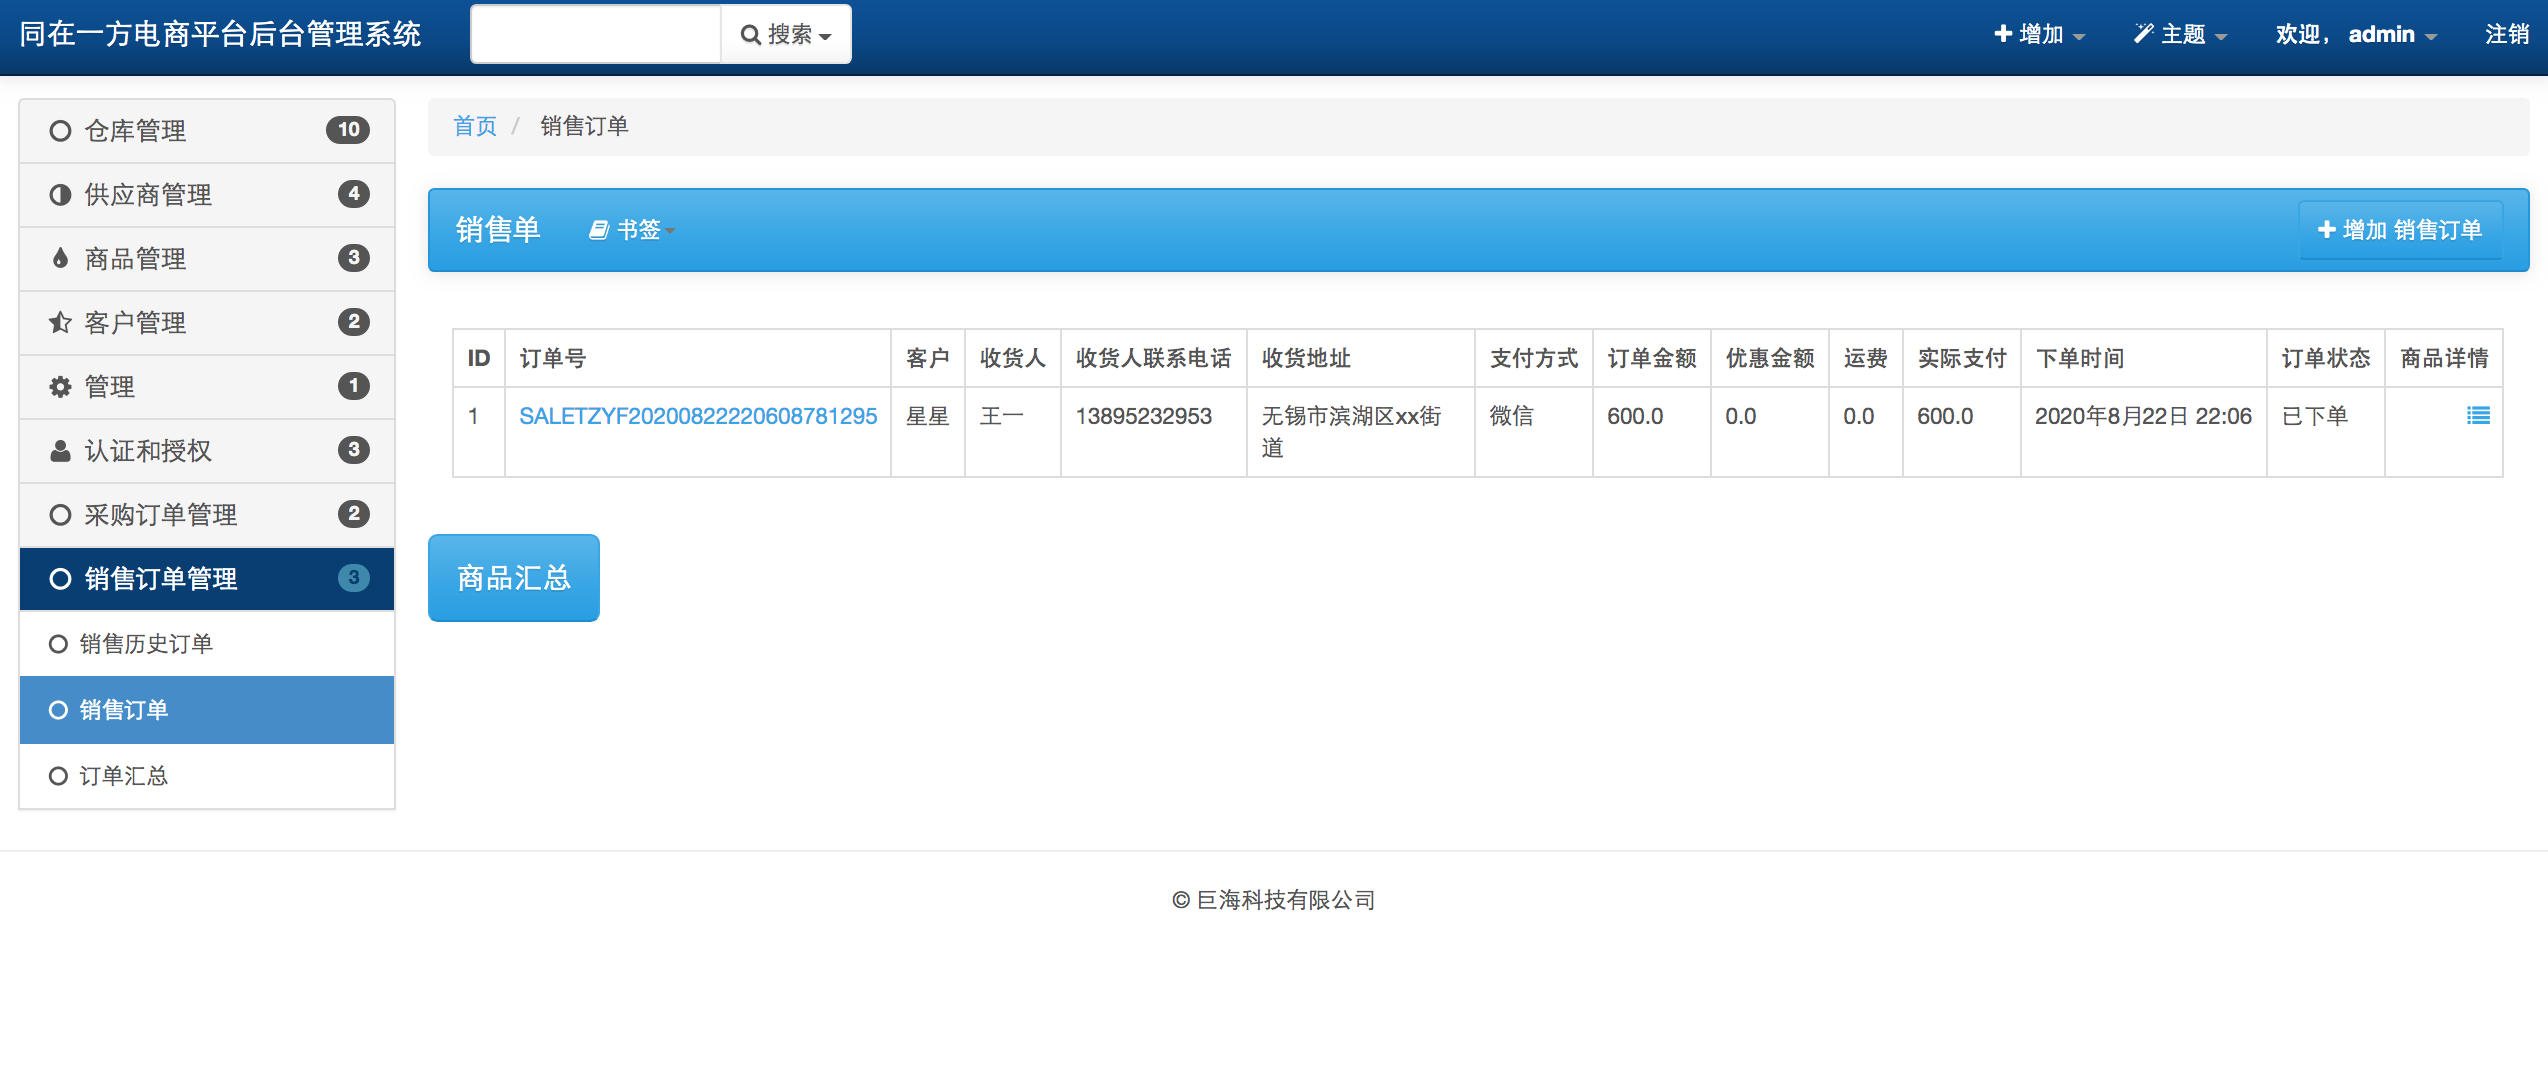 同在一方电商平台后台管理系统
搜索
增加
主题
欢迎， admin
注销
仓库管理 10
供应商管理 4
商品管理 3
客户管理 2
管理 1
认证和授权 3
采购订单管理 2
销售订单管理 3
销售历史订单
销售订单
订单汇总
首页 / 销售订单
销售单
书签
增加 销售订单
ID 订单号 客户 收货人 收货人联系电话 收货地址 支付方式 订单金额 优惠金额 运费 实际支付 下单时间 订单状态 商品详情
1 SALETZYF20200822220608781295 星星 王一 13895232953 无锡市滨湖区xx街 微信 600.0 0.0 0.0 600.0 2020年8月22日 22:06 已下单
道
商品汇总
© 巨海科技有限公司